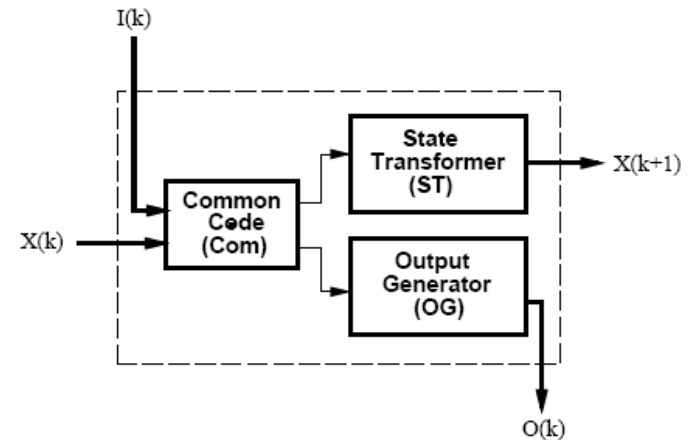 I(k)
State
Transformer
(ST)
X(k+1)
Common
Code
(Com)
X(k)
Output
Generator
(OG)
O(k)